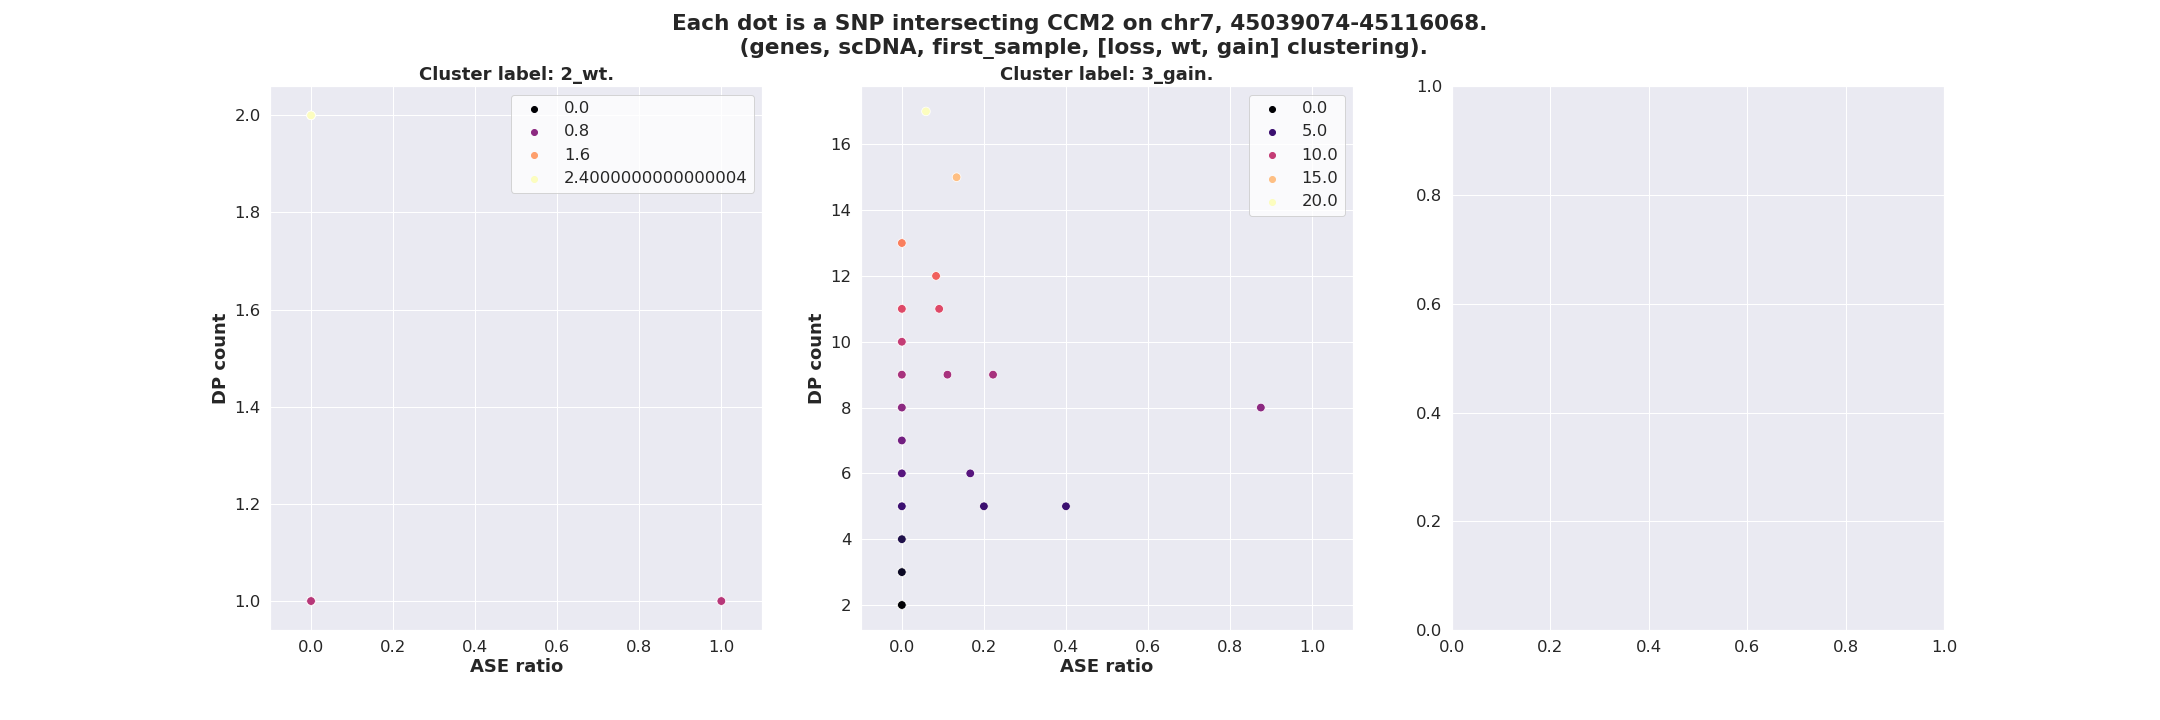 Each dot is a SNP intersecting CCM2 on chr7, 45039074-45116068.
(genes, scDNA, first_sample, [loss, wt, gain] clustering).
Cluster label: 2_wt.
2.0
1.8
1.6
1.4
1.2
1.0
DP count
0.0
0.8
1.6
2.4000000000000004
0.0 0.2 0.4 0.6 0.8 1.0
ASE ratio
Cluster label: 3_gain.
16
14
12
10
8
6
4
2
DP count
0.0
5.0
10.0
15.0
20.0
0.0 0.2 0.4 0.6 0.8 1.0
ASE ratio
1.0
0.8
0.6
0.4
0.2
0.0
0.0 0.2 0.4 0.6 0.8 1.0